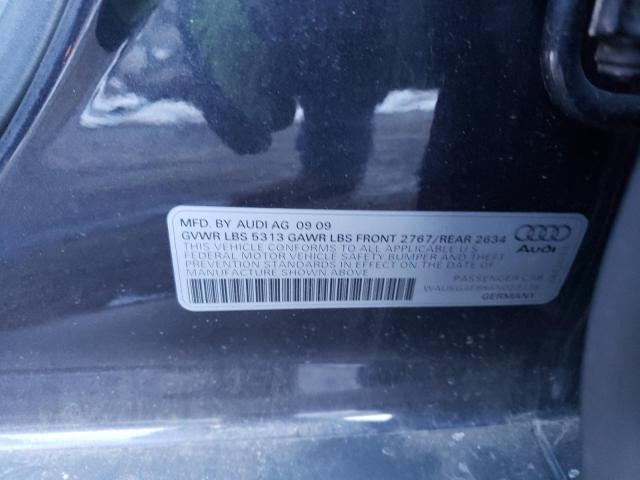 MFD. BY AUDI AG 09 09
GVWR LBS 5313 GAWR LBS FRONT 2767/REAR 2634
THIS VEHICLE CONFORMS TO ALL APPLICABLE U.S.
FEDERAL MOTOR VEHICLE SAFETY BUMPER AND THEFT
PREVENTION STANDARDS IN EFFECT ON THE DATE OF
MANUFACTURE SHOWN ABOVE
Audi
PASSENGER CAR
GERMANY